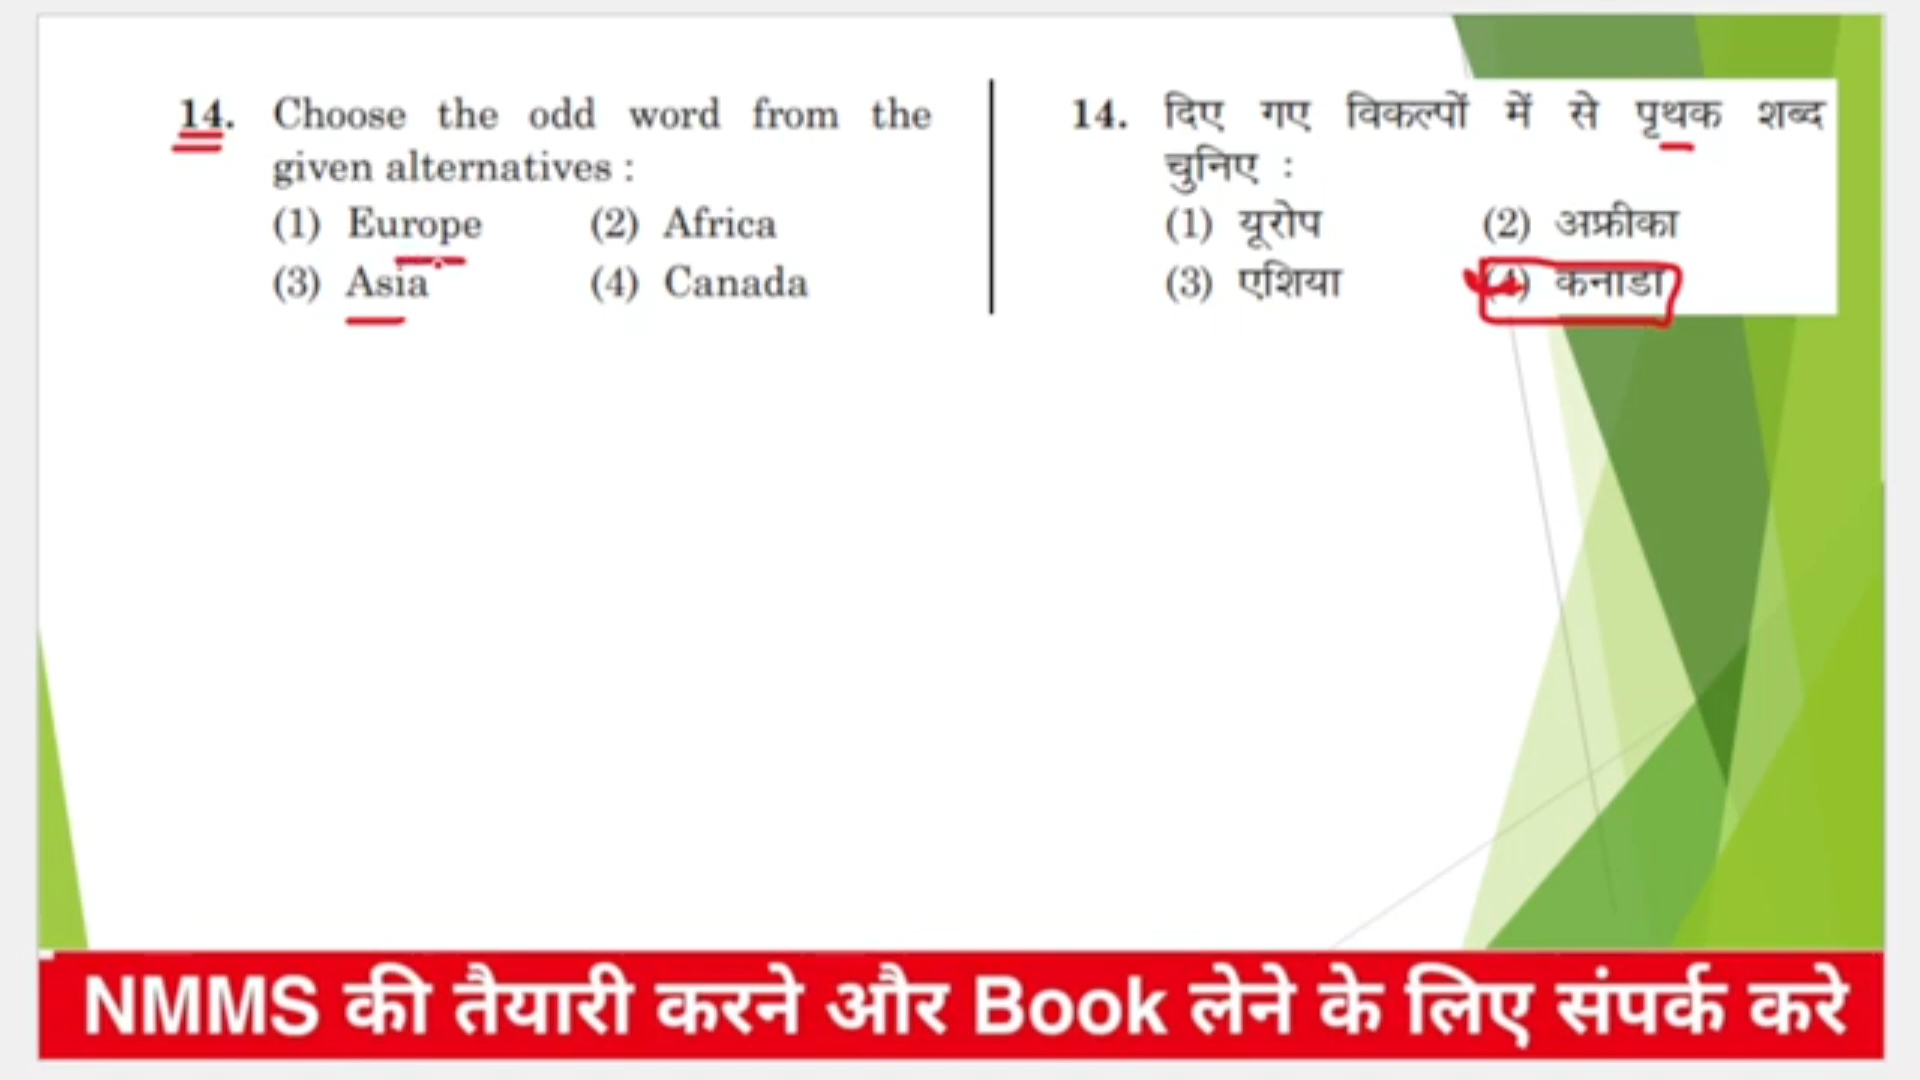 14. Choose the odd word from the
given alternatives :
(1) Europe (2) Africa
(3) Asia (4) Canada
14. दिए गए विकल्पों में से पृथक शब्द
चुनिए :
(1) यूरोप (2) अफ्रीका
(3) एशिया (4) कनाडा
NMMS की तैयारी करने और Book लेने के लिए संपर्क करे